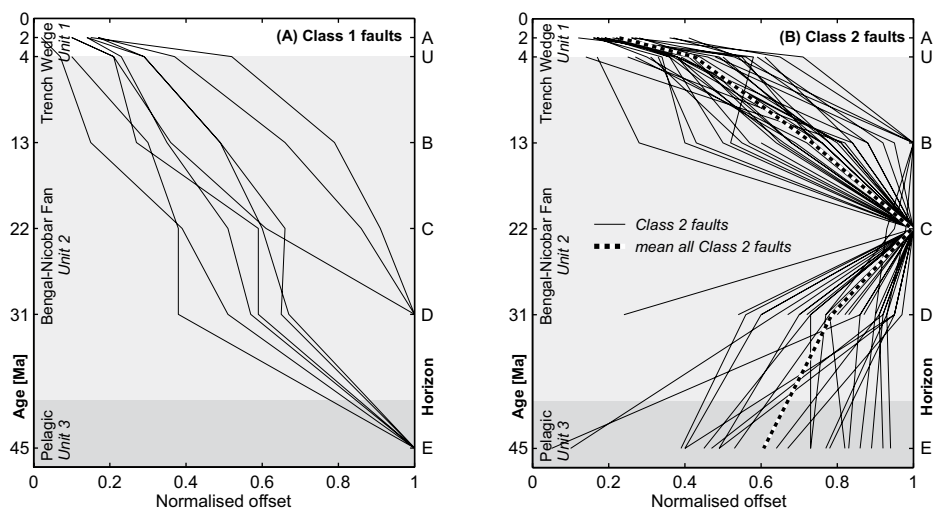 (A) Class 1 faults
0
2
4
13
22
31
45
Age [Ma]
Trench Wedge
Unit 1
Bengal-Nicobar Fan
Unit 2
Pelagic
Unit 3
A
U
B
C
D
E
Horizon
0 0.2 0.4 0.6 0.8 1
Normalised offset
(B) Class 2 faults
0
2
4
13
22
31
45
Age [Ma]
Trench Wedge
Unit 1
Bengal-Nicobar Fan
Unit 2
Pelagic
Unit 3
Class 2 faults
mean all Class 2 faults
A
U
B
C
D
E
Horizon
0 0.2 0.4 0.6 0.8 1
Normalised offset